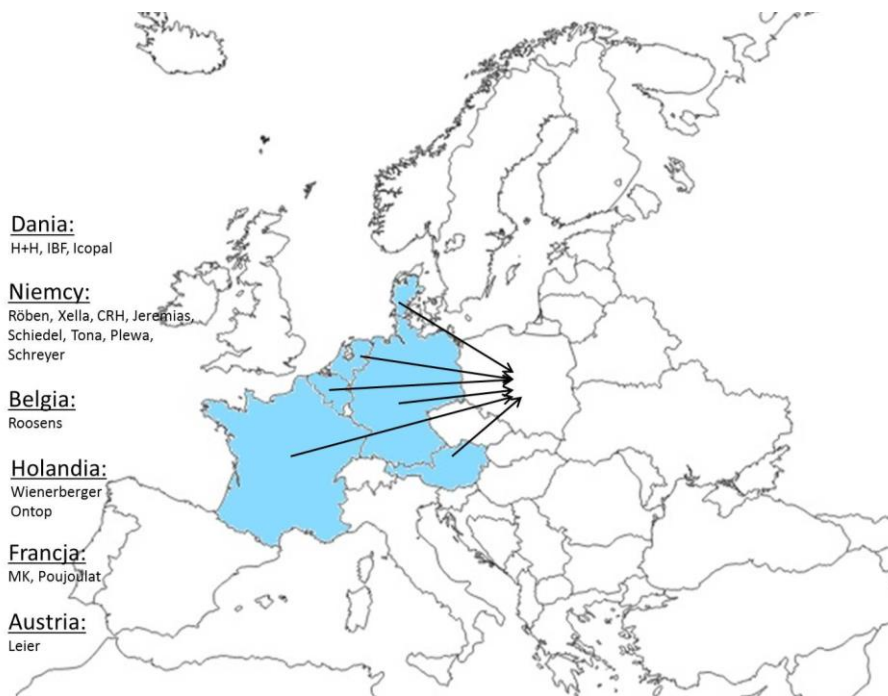 Dania:
H+H, IBF, Icopal
Niemcy:
Röben, Xella, CRH, Jeremias,
Schiedel, Tona, Plewa,
Schreyer
Belgia:
Roosens
Holandia:
Wienerberger
Ontop
Francja:
MK, Poujoulat
Austria:
Leier